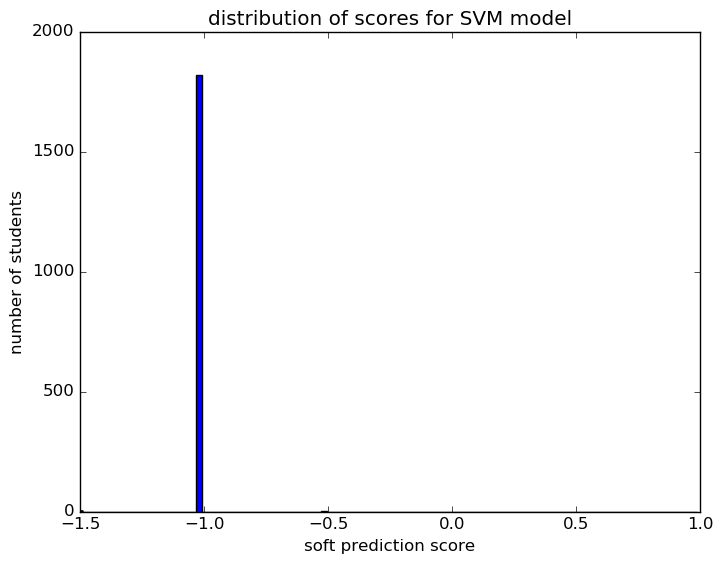 distribution of scores for SVM model
2000
1500
1000
500
0
number of students
−1.5 −1.0 −0.5 0.0 0.5 1.0
soft prediction score